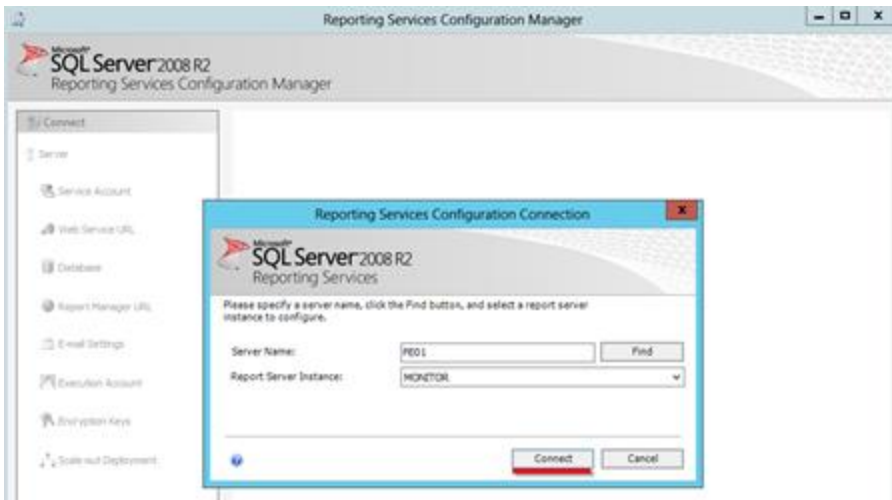 Reporting Services Configuration Manager
Microsoft
SQL Server 2008 R2
Reporting Services Configuration Manager
Connect
Server
Service Account
Web Service URL
Database
Report Manager URL
E-mail Settings
Execution Account
Encryption Keys
Scale-out Deployment
Reporting Services Configuration Connection
x
Microsoft
SQL Server 2008 R2
Reporting Services
Please specify a server name, click the Find button, and select a report server
instance to configure.
Server Name: PE01 Find
Report Server Instance: MONITOR
Connect Cancel